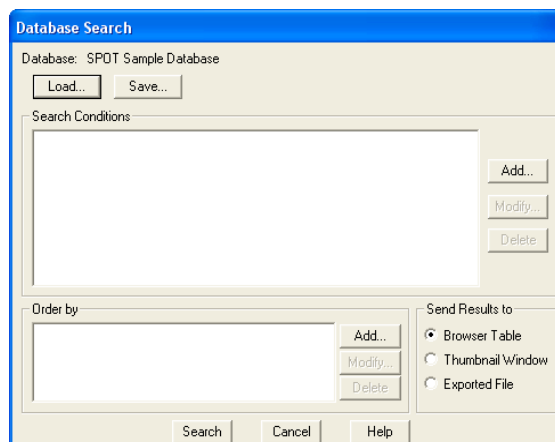 Database Search
Database: SPOT Sample Database
Load... Save...
Search Conditions
Add...
Modify...
Delete
Order by
Add...
Modify...
Delete
Send Results to
Browser Table
Thumbnail Window
Exported File
Search Cancel Help